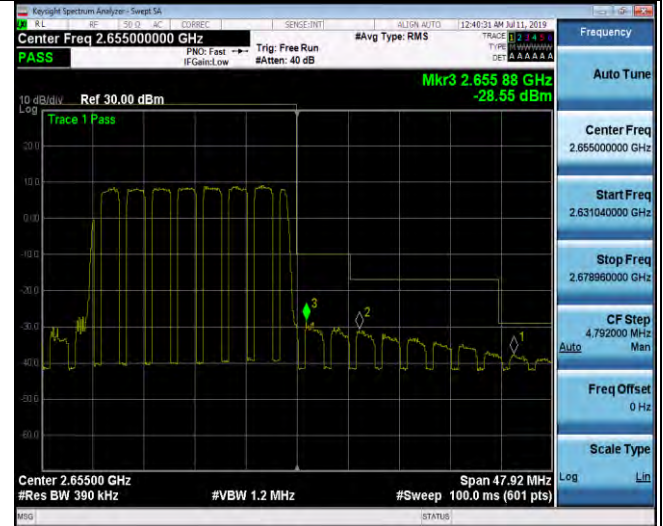 Keysight Spectrum Analyzer - Swept SA
RL RF 50 Ω AC CORREC SENSE:INT ALIGN AUTO 12:40:31 AM Jul 11, 2019
Center Freq 2.655000000 GHz #Avg Type: RMS TRACE 1 2 3 4 5 6
PASS PNO: Fast Trig: Free Run TYPE M W W W W W
IFGain:Low #Atten: 40 dB DET A A A A A A
Mkr3 2.655 88 GHz
10 dB/div Ref 30.00 dBm -28.55 dBm
Log
Trace 1 Pass
20.0
10.0
0.00
-10.0
-20.0
-30.0
-40.0
-50.0
-60.0
3
2
1
Center 2.65500 GHz Span 47.92 MHz
#Res BW 390 kHz #VBW 1.2 MHz #Sweep 100.0 ms (601 pts)
MSG STATUS
Frequency
Auto Tune
Center Freq
2.655000000 GHz
Start Freq
2.631040000 GHz
Stop Freq
2.678960000 GHz
CF Step
4.792000 MHz
Auto Man
Freq Offset
0 Hz
Scale Type
Log Lin